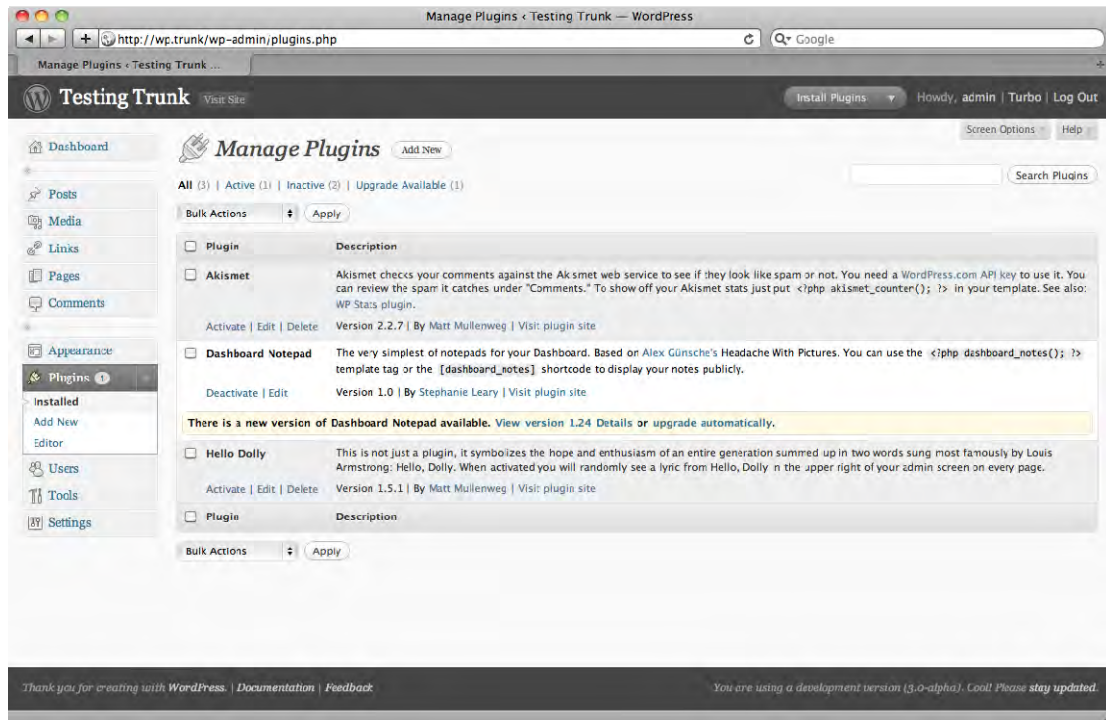 Manage Plugins ‹ Testing Trunk — WordPress
http://wp.trunk/wp-admin/plugins.php
Google
Manage Plugins ‹ Testing Trunk ...
Testing Trunk Visit Site
Install Plugins
Howdy, admin | Turbo | Log Out
Screen Options
Help
Dashboard
Posts
Media
Links
Pages
Comments
Appearance
Plugins 1
Installed
Add New
Editor
Users
Tools
Settings
Manage Plugins Add New
Search Plugins
All (3) | Active (1) | Inactive (2) | Upgrade Available (1)
Bulk Actions Apply
Plugin Description
Akismet
Akismet checks your comments against the Akismet web service to see if they look like spam or not. You need a WordPress.com API key to use it. You
can review the spam it catches under "Comments." To show off your Akismet stats just put <?php akismet_counter(); ?> in your template. See also:
WP Stats plugin.
Activate | Edit | Delete Version 2.2.7 | By Matt Mullenweg | Visit plugin site
Dashboard Notepad
The very simplest of notepads for your Dashboard. Based on Alex Günsche's Headache With Pictures. You can use the <?php dashboard_notes(); ?>
template tag or the [dashboard_notes] shortcode to display your notes publicly.
Deactivate | Edit Version 1.0 | By Stephanie Leary | Visit plugin site
There is a new version of Dashboard Notepad available. View version 1.24 Details or upgrade automatically.
Hello Dolly
This is not just a plugin, it symbolizes the hope and enthusiasm of an entire generation summed up in two words sung most famously by Louis
Armstrong: Hello, Dolly. When activated you will randomly see a lyric from Hello, Dolly in the upper right of your admin screen on every page.
Activate | Edit | Delete Version 1.5.1 | By Matt Mullenweg | Visit plugin site
Plugin Description
Bulk Actions Apply
Thank you for creating with WordPress. | Documentation | Feedback
You are using a development version (3.0-alpha). Cool! Please stay updated.